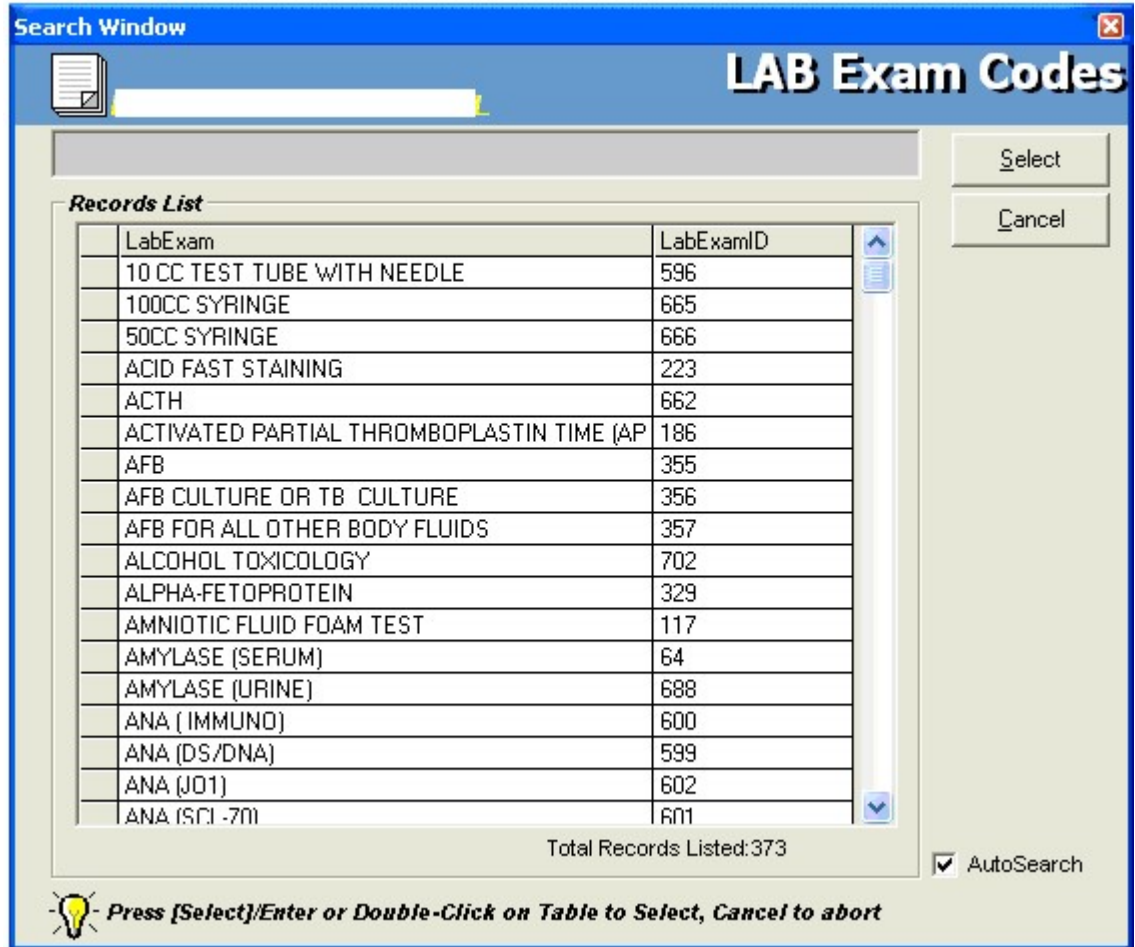 Search Window
LAB Exam Codes
Select
Records List
Cancel
LabExam LabExamID
10 CC TEST TUBE WITH NEEDLE 596
100CC SYRINGE 665
50CC SYRINGE 666
ACID FAST STAINING 223
ACTH 662
ACTIVATED PARTIAL THROMBOPLASTIN TIME (AP 186
AFB 355
AFB CULTURE OR TB  CULTURE 356
AFB FOR ALL OTHER BODY FLUIDS 357
ALCOHOL TOXICOLOGY 702
ALPHA-FETOPROTEIN 329
AMNIOTIC FLUID FOAM TEST 117
AMYLASE (SERUM) 64
AMYLASE (URINE) 688
ANA ( IMMUNO) 600
ANA (DS/DNA) 599
ANA (JO1) 602
ANA (SCL-70) 601
Total Records Listed:373
AutoSearch
Press [Select]/Enter or Double-Click on Table to Select, Cancel to abort